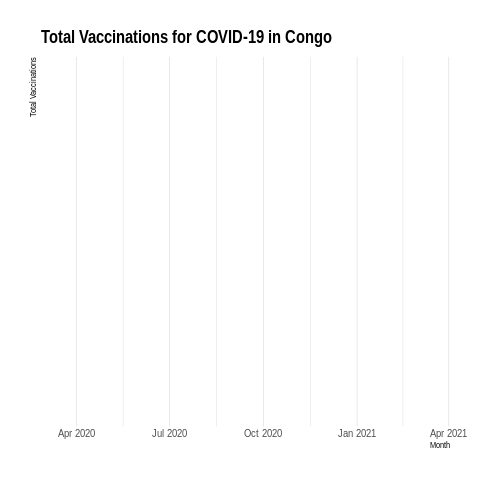 Total Vaccinations for COVID-19 in Congo
Total Vaccinations
Apr 2020 Jul 2020 Oct 2020 Jan 2021 Apr 2021
Month